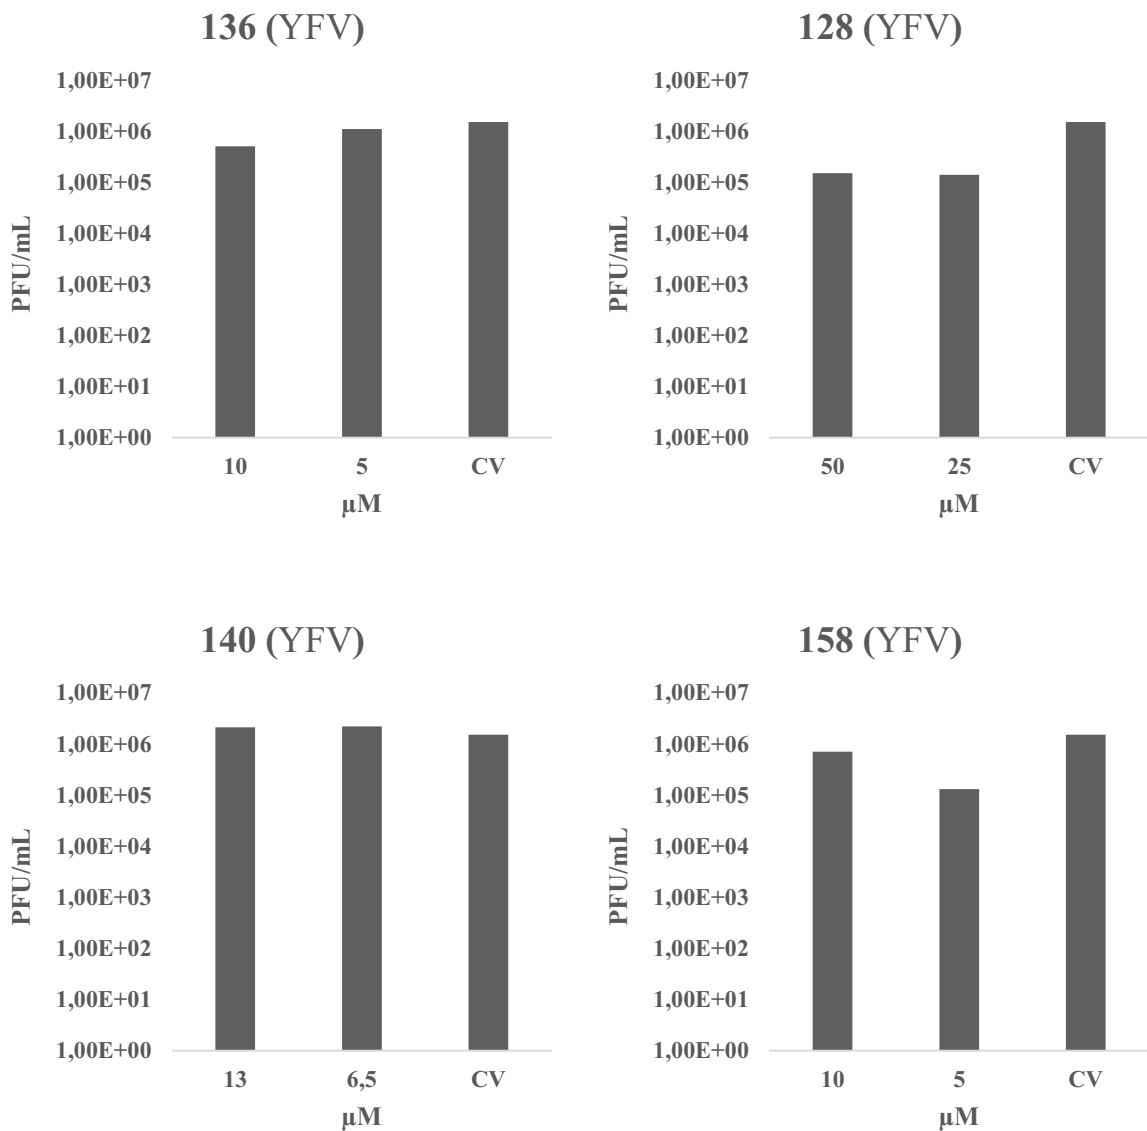 136 (YFV)
1,00E+07
1,00E+06
1,00E+05
1,00E+04
1,00E+03
1,00E+02
1,00E+01
1,00E+00
PFU/mL
10 5 CV
µM
128 (YFV)
1,00E+07
1,00E+06
1,00E+05
1,00E+04
1,00E+03
1,00E+02
1,00E+01
1,00E+00
PFU/mL
50 25 CV
µM
140 (YFV)
1,00E+07
1,00E+06
1,00E+05
1,00E+04
1,00E+03
1,00E+02
1,00E+01
1,00E+00
PFU/mL
13 6,5 CV
µM
158 (YFV)
1,00E+07
1,00E+06
1,00E+05
1,00E+04
1,00E+03
1,00E+02
1,00E+01
1,00E+00
PFU/mL
10 5 CV
µM